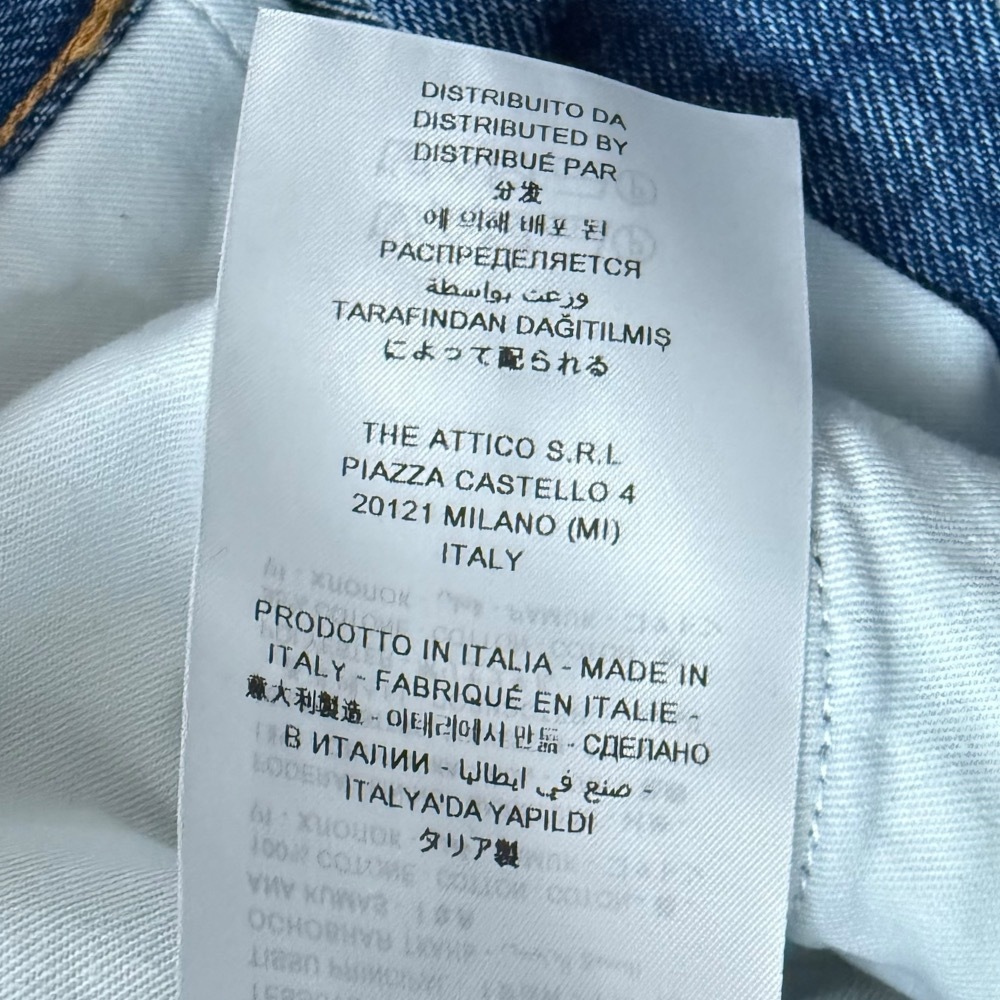 DISTRIBUITO DA
DISTRIBUTED BY
DISTRIBUÉ PAR
分发
에 의해 배포 된
РАСПРЕДЕЛЯЕТСЯ
وزعت بواسطة
TARAFINDAN DAĞITILMIŞ
によって配られる
THE ATTICO S.R.L
PIAZZA CASTELLO 4
20121 MILANO (MI)
ITALY
PRODOTTO IN ITALIA - MADE IN
ITALY - FABRIQUÉ EN ITALIE -
意大利製造 - 이테리에서 만듦 - СДЕЛАНО
В ИТАЛИИ - صنع في ايطاليا -
ITALYA'DA YAPILDI
タリア製